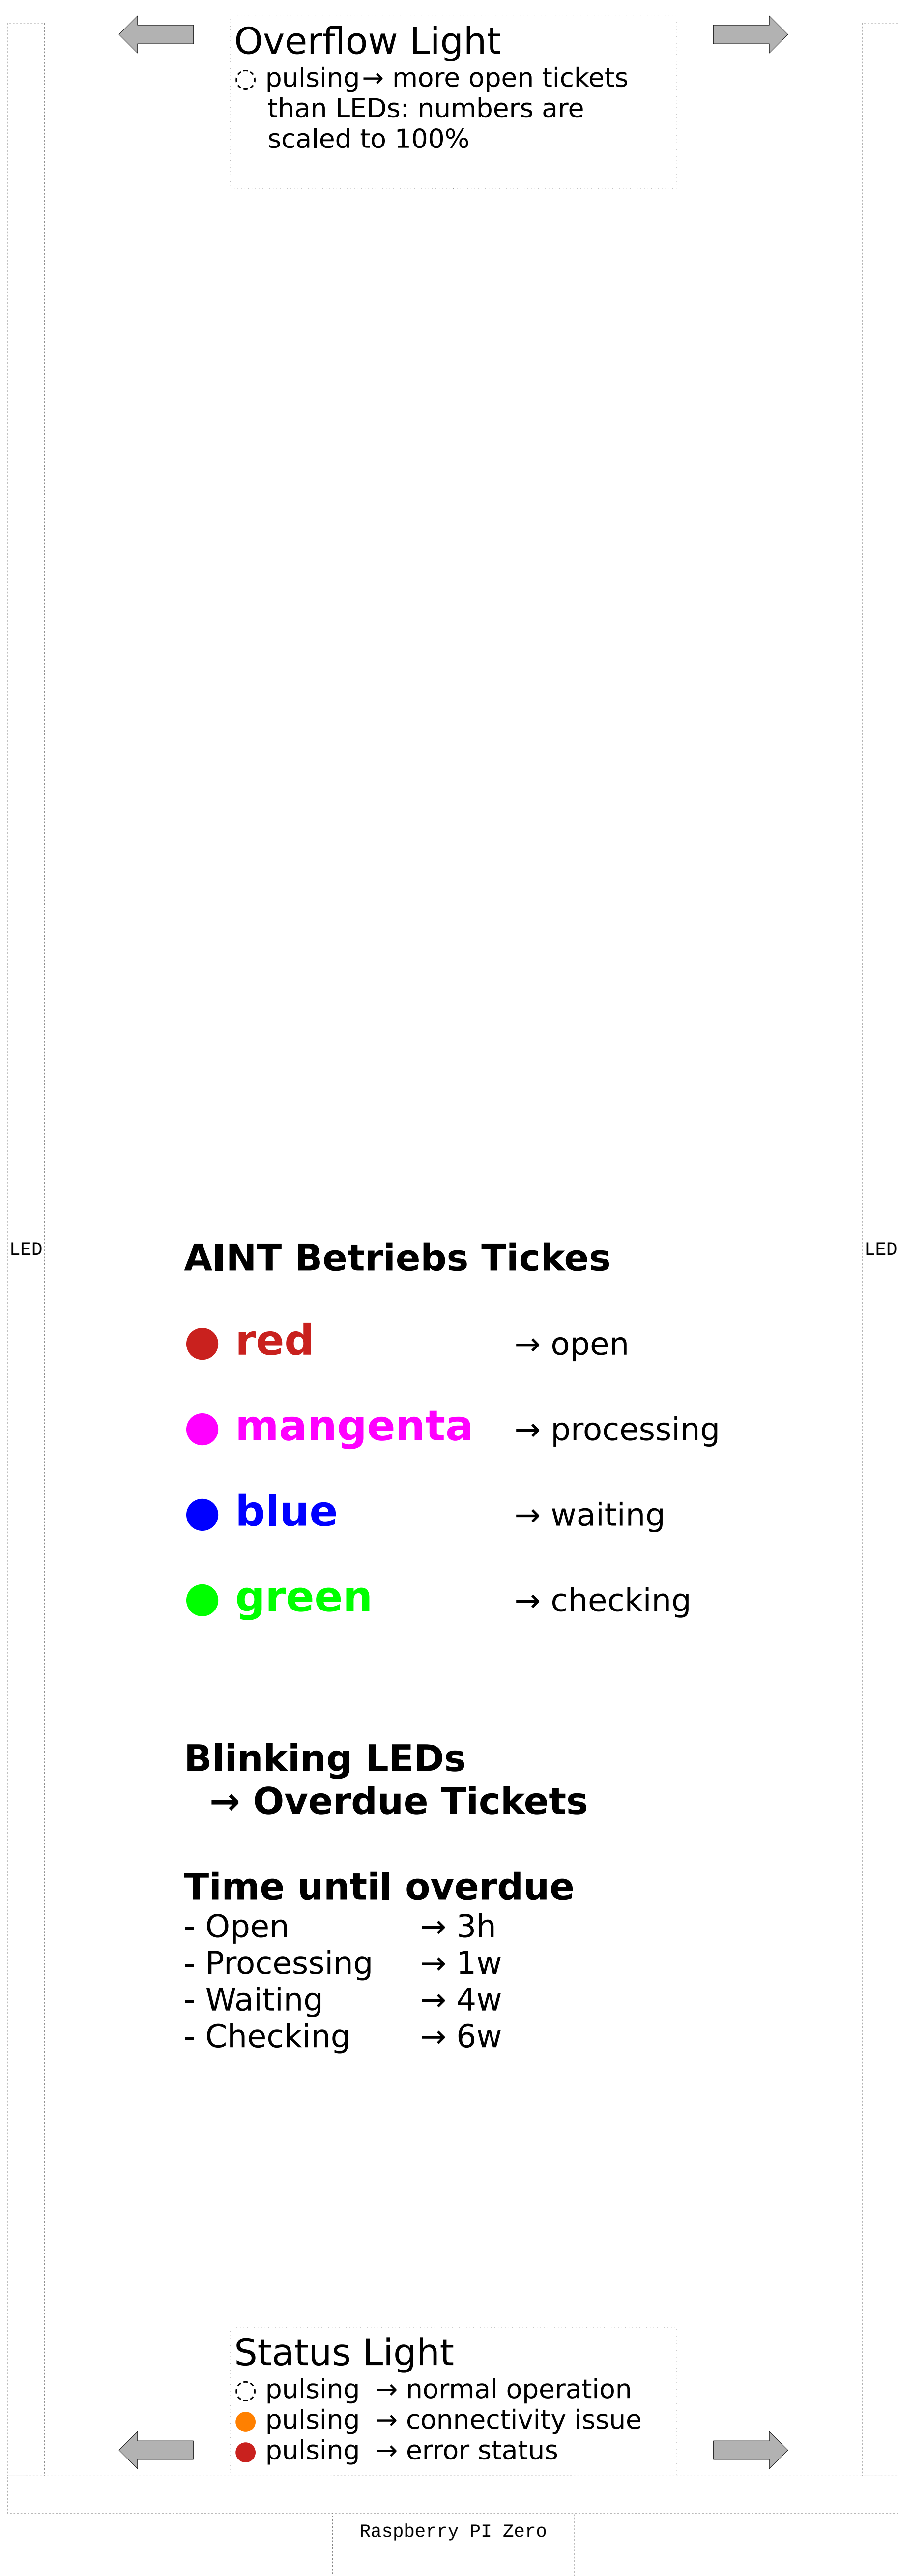 Overflow Light
pulsing → more open tickets
than LEDs: numbers are
scaled to 100%
LED
LED
AINT Betriebs Tickes
red → open
mangenta → processing
blue → waiting
green → checking
Blinking LEDs
→ Overdue Tickets
Time until overdue
- Open → 3h
- Processing → 1w
- Waiting → 4w
- Checking → 6w
Status Light
pulsing → normal operation
pulsing → connectivity issue
pulsing → error status
Raspberry PI Zero